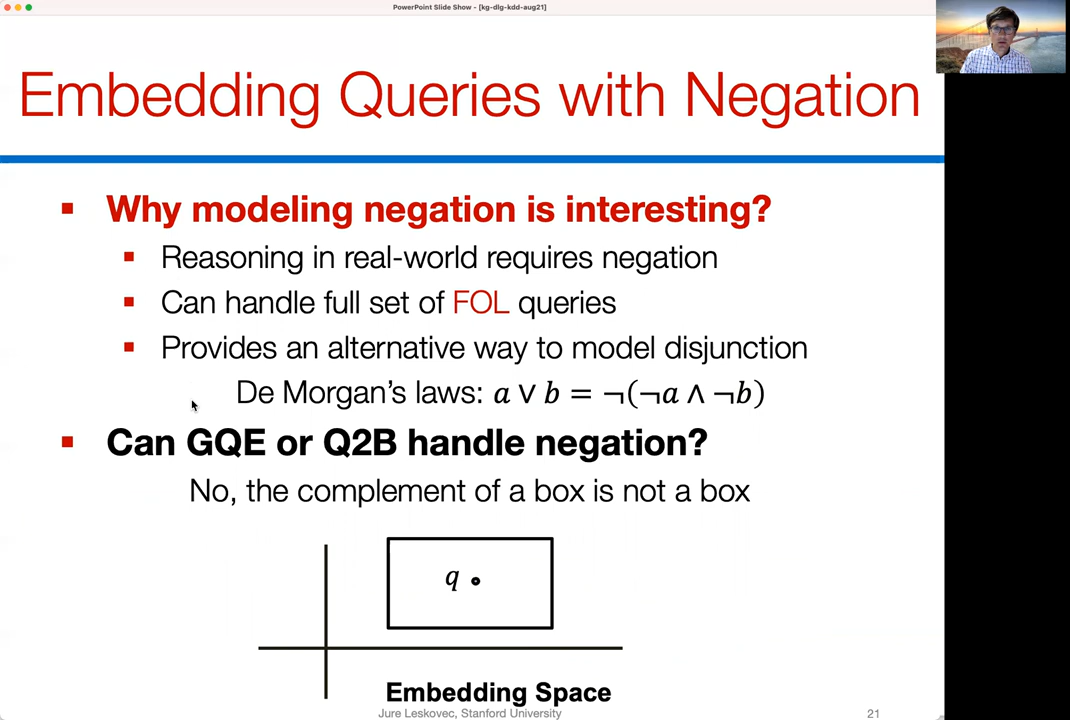 PowerPoint Slide Show - [kg-dlg-kdd-aug21]
Embedding Queries with Negation
Why modeling negation is interesting?
Reasoning in real-world requires negation
Can handle full set of FOL queries
Provides an alternative way to model disjunction
De Morgan’s laws: a ∨ b = ¬(¬a ∧ ¬b)
Can GQE or Q2B handle negation?
No, the complement of a box is not a box
q
Embedding Space
Jure Leskovec, Stanford University
21